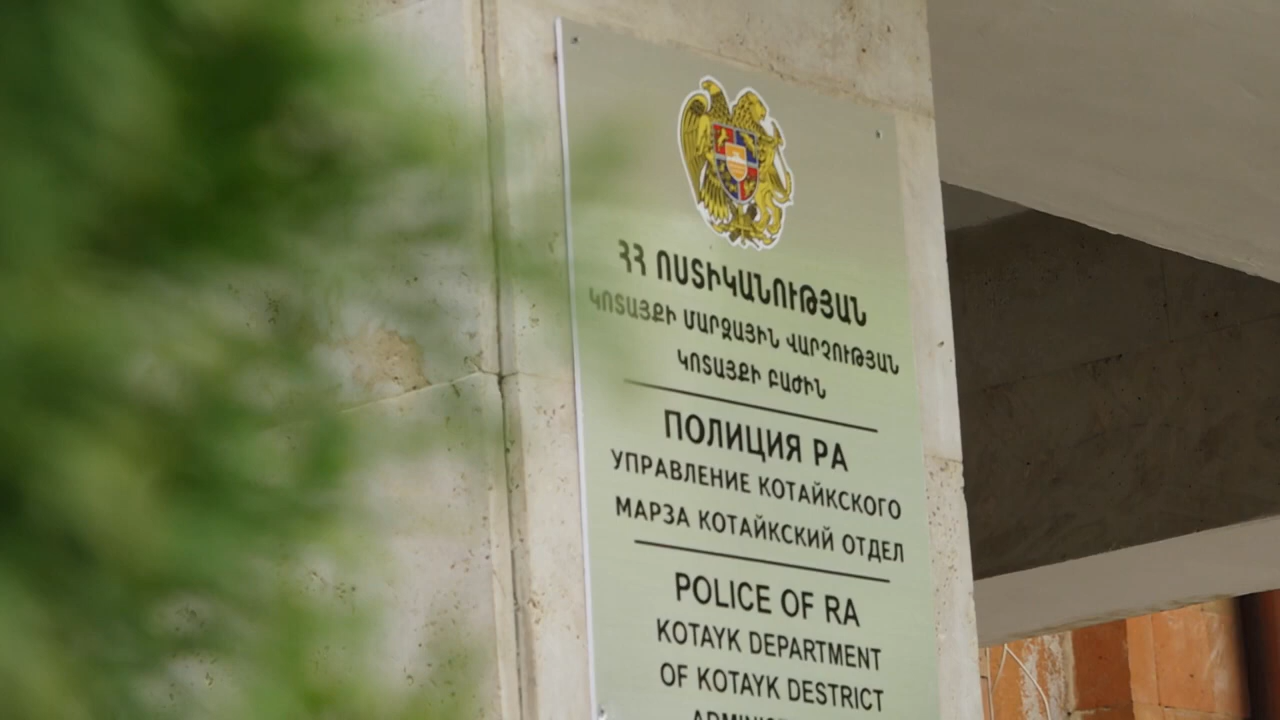 ՀՀ ՈՍՏԻԿԱՆՈՒԹՅԱՆ
ԿՈՏԱՅՔԻ ՄԱՐԶԱՅԻՆ ՎԱՐՉՈՒԹՅԱՆ
ԿՈՏԱՅՔԻ ԲԱԺԻՆ
ПОЛИЦИЯ РА
УПРАВЛЕНИЕ КОТАЙКСКОГО
МАРЗА КОТАЙКСКИЙ ОТДЕЛ
POLICE OF RA
KOTAYK DEPARTMENT
OF KOTAYK DESTRICT